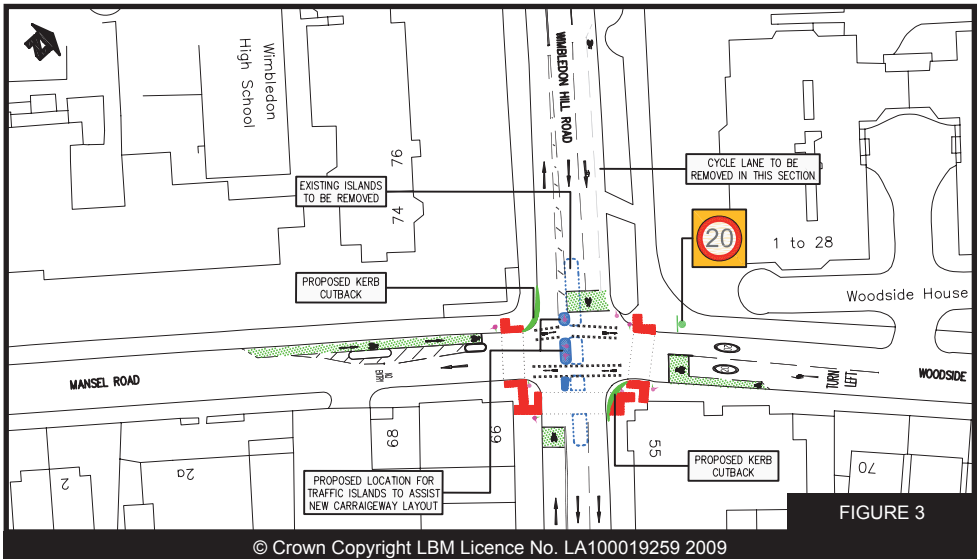 Wimbledon
High School
WIMBLEDON HILL ROAD
76
74
EXISTING ISLANDS
TO BE REMOVED
CYCLE LANE TO BE
REMOVED IN THIS SECTION
20
1 to 28
Woodside House
PROPOSED KERB
CUTBACK
MANSEL ROAD
NO
ENTRY
TURN
LEFT
WOODSIDE
2
2a
68
66
55
70
PROPOSED LOCATION FOR
TRAFFIC ISLANDS TO ASSIST
NEW CARRAIGEWAY LAYOUT
PROPOSED KERB
CUTBACK
FIGURE 3
© Crown Copyright LBM Licence No. LA100019259 2009